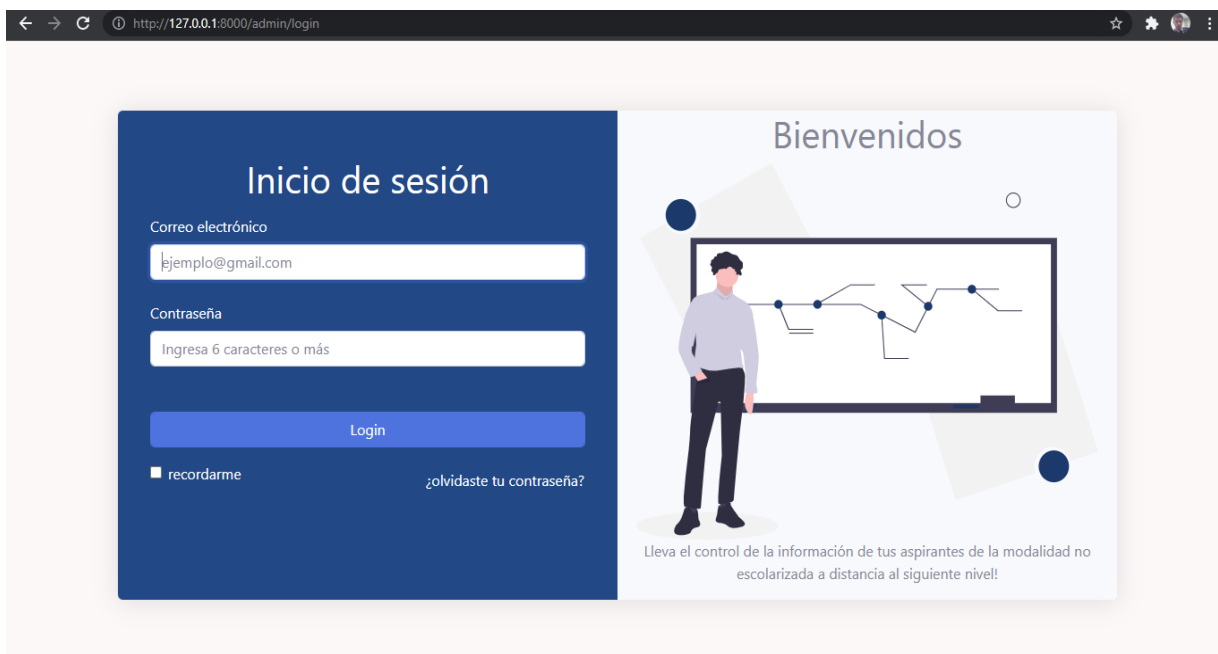 http://127.0.0.1:8000/admin/login
Inicio de sesión
Correo electrónico
ejemplo@gmail.com
Contraseña
Ingresa 6 caracteres o más
Login
recordarme
¿olvidaste tu contraseña?
Bienvenidos
Lleva el control de la información de tus aspirantes de la modalidad no
escolarizada a distancia al siguiente nivel!